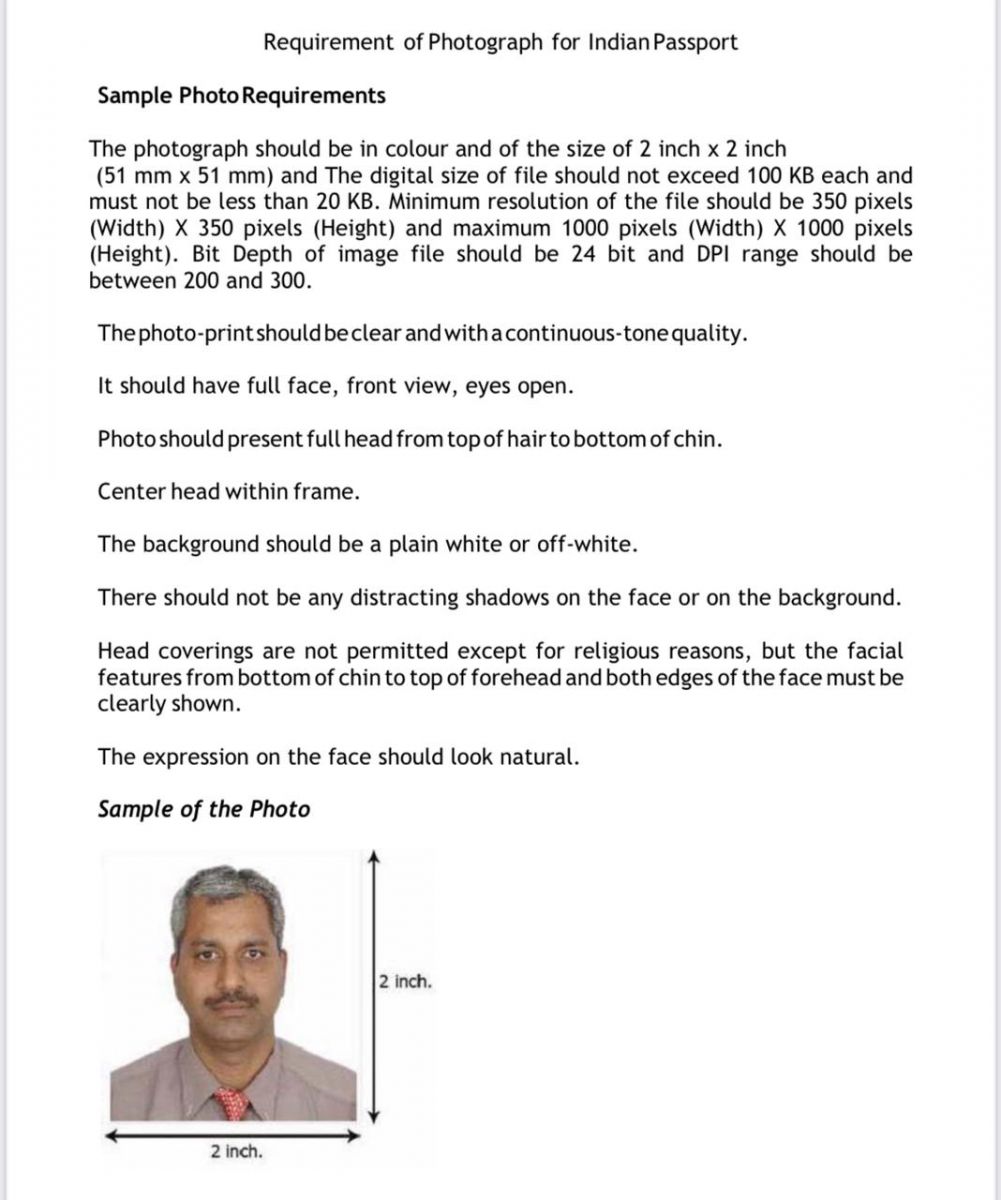 Requirement of Photograph for Indian Passport
Sample Photo Requirements
The photograph should be in colour and of the size of 2 inch x 2 inch
(51 mm x 51 mm) and The digital size of file should not exceed 100 KB each and
must not be less than 20 KB. Minimum resolution of the file should be 350 pixels
(Width) X 350 pixels (Height) and maximum 1000 pixels (Width) X 1000 pixels
(Height). Bit Depth of image file should be 24 bit and DPI range should be
between 200 and 300.
The photo-print should be clear and with a continuous-tone quality.
It should have full face, front view, eyes open.
Photo should present full head from top of hair to bottom of chin.
Center head within frame.
The background should be a plain white or off-white.
There should not be any distracting shadows on the face or on the background.
Head coverings are not permitted except for religious reasons, but the facial
features from bottom of chin to top of forehead and both edges of the face must be
clearly shown.
The expression on the face should look natural.
Sample of the Photo
2 inch.
2 inch.